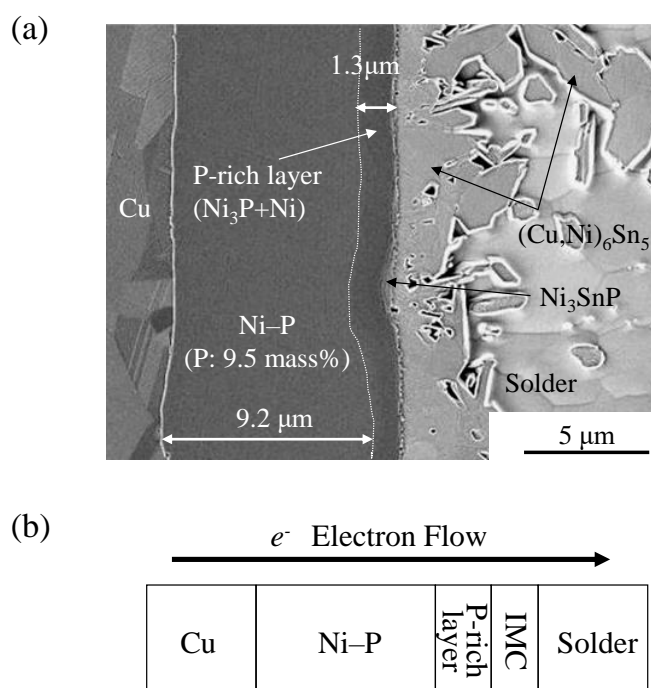 (a)
1.3μm
P-rich layer
(Ni₃P+Ni)
Cu
(Cu,Ni)₆Sn₅
Ni₃SnP
Ni–P
(P: 9.5 mass%)
Solder
9.2 μm
5 μm
(b)
e⁻ Electron Flow
Cu
Ni–P
P-rich
layer
IMC
Solder